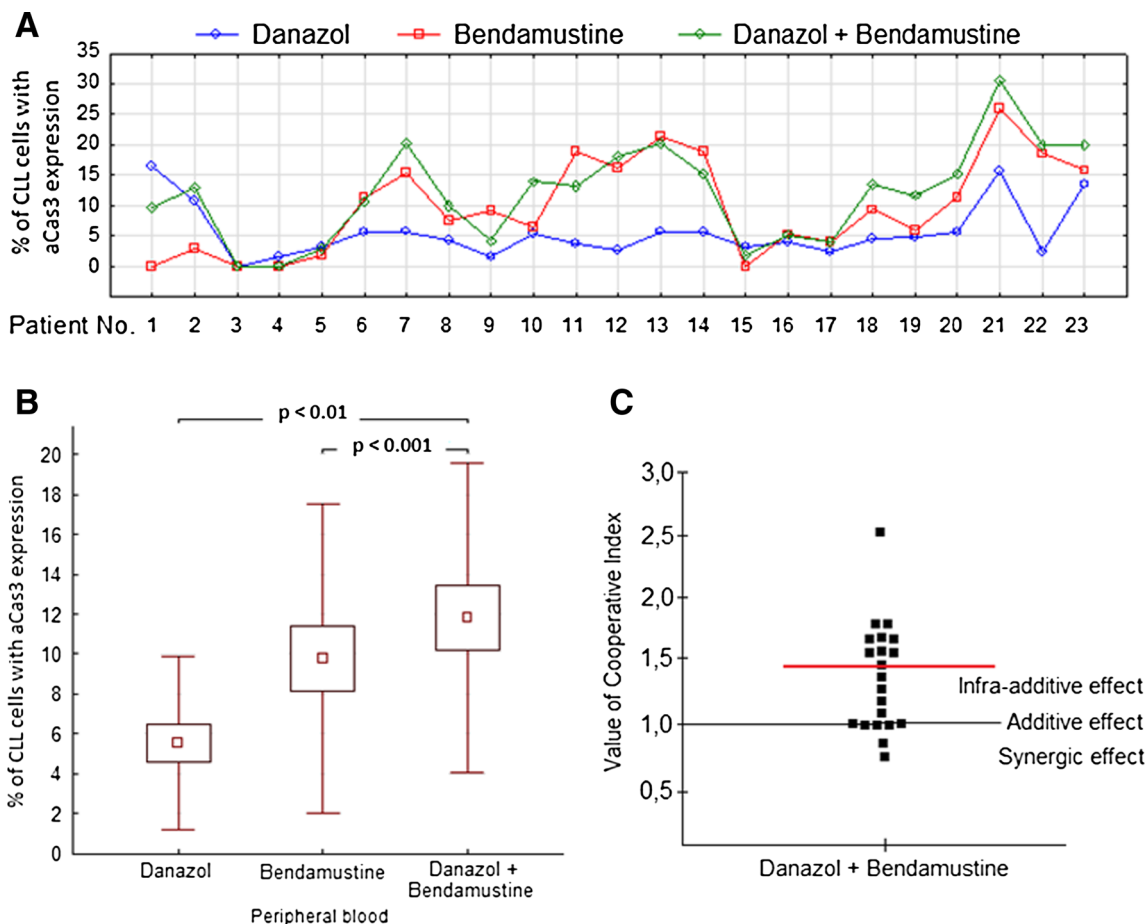 A
Danazol
Bendamustine
Danazol + Bendamustine
% of CLL cells with
aCas3 expression
35
30
25
20
15
10
5
0
Patient No. 1 2 3 4 5 6 7 8 9 10 11 12 13 14 15 16 17 18 19 20 21 22 23
B
p < 0.01
p < 0.001
% of CLL cells with aCas3 expression
20
18
16
14
12
10
8
6
4
2
0
Danazol
Bendamustine
Danazol +
Bendamustine
Peripheral blood
C
Value of Cooperative Index
3,0
2,5
2,0
1,5
1,0
0,5
Infra-additive effect
Additive effect
Synergic effect
Danazol + Bendamustine